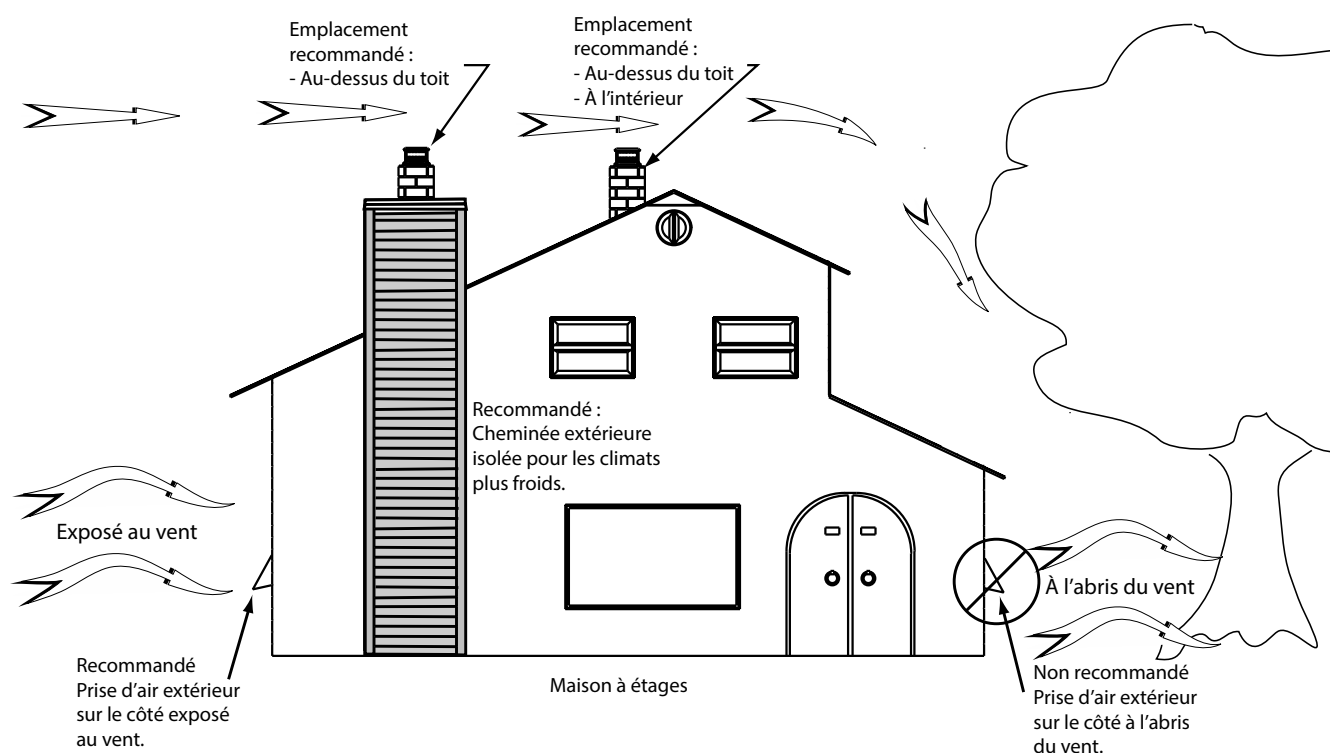 Emplacement
recommandé :
- Au-dessus du toit
Emplacement
recommandé :
- Au-dessus du toit
- À l'intérieur
Recommandé :
Cheminée extérieure
isolée pour les climats
plus froids.
Exposé au vent
À l'abris du vent
Recommandé
Prise d'air extérieur
sur le côté exposé
au vent.
Maison à étages
Non recommandé
Prise d'air extérieur
sur le côté à l'abris
du vent.